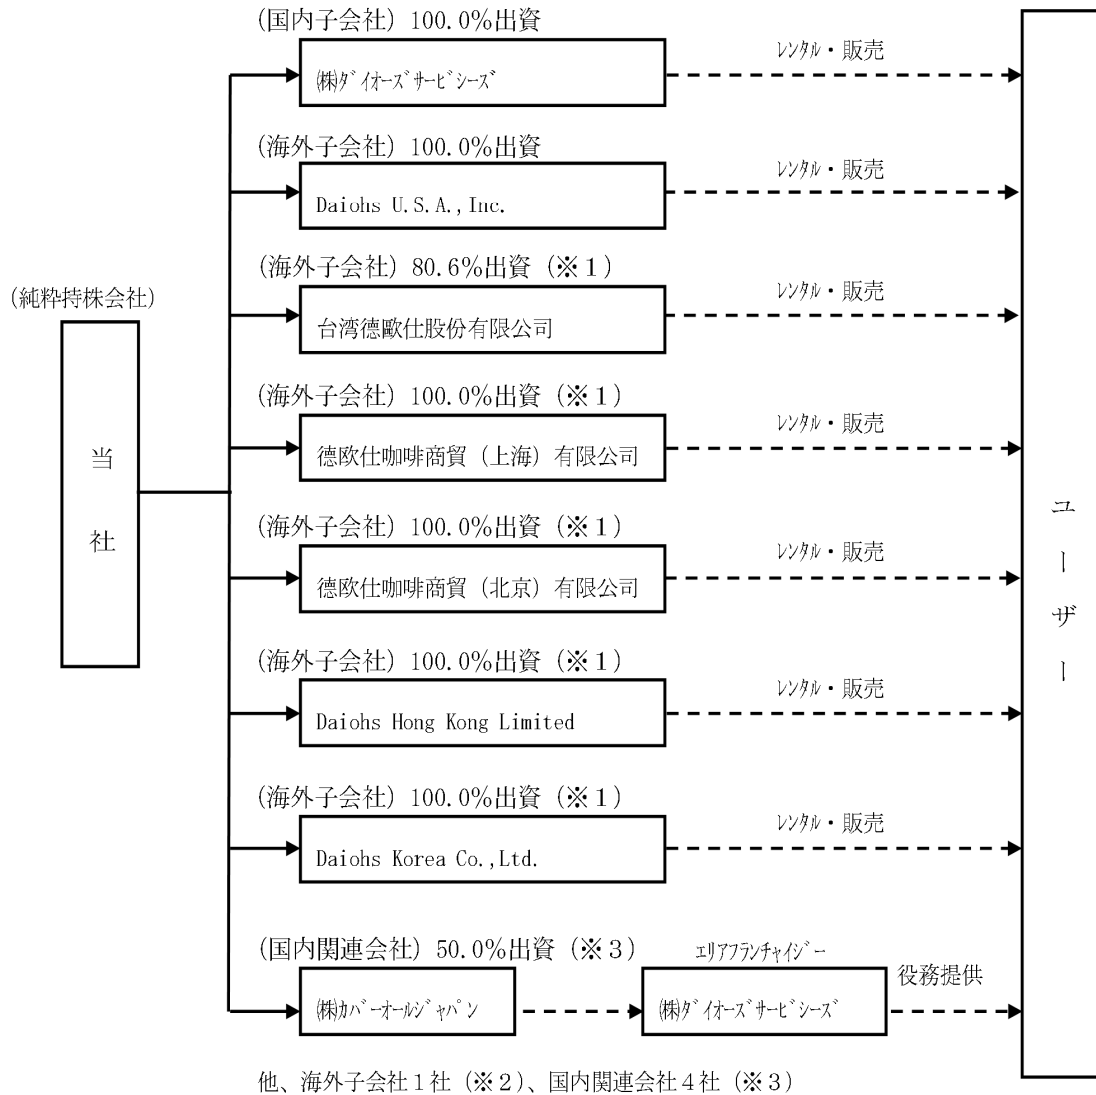 (国内子会社) 100.0%出資
㈱ﾀﾞｲｵｰｽﾞｻｰﾋﾞｼｰｽﾞ
ﾚﾝﾀﾙ・販売
(海外子会社) 100.0%出資
Daiohs U.S.A.,Inc.
ﾚﾝﾀﾙ・販売
(海外子会社) 80.6%出資 (※1)
台湾德歐仕股份有限公司
ﾚﾝﾀﾙ・販売
(純粋持株会社)
当
社
(海外子会社) 100.0%出資 (※1)
德欧仕咖啡商貿（上海）有限公司
ﾚﾝﾀﾙ・販売
(海外子会社) 100.0%出資 (※1)
德欧仕咖啡商貿（北京）有限公司
ﾚﾝﾀﾙ・販売
(海外子会社) 100.0%出資 (※1)
Daiohs Hong Kong Limited
ﾚﾝﾀﾙ・販売
(海外子会社) 100.0%出資 (※1)
Daiohs Korea Co.,Ltd.
ﾚﾝﾀﾙ・販売
(国内関連会社) 50.0%出資 (※3)
㈱ｶﾊﾞｰｵｰﾙｼﾞｬﾊﾟﾝ
ｴﾘｱﾌﾗﾝﾁｬｲｼﾞｰ
㈱ﾀﾞｲｵｰｽﾞｻｰﾋﾞｼｰｽﾞ
役務提供
ユーザー
他、海外子会社1社 (※2)、国内関連会社4社 (※3)